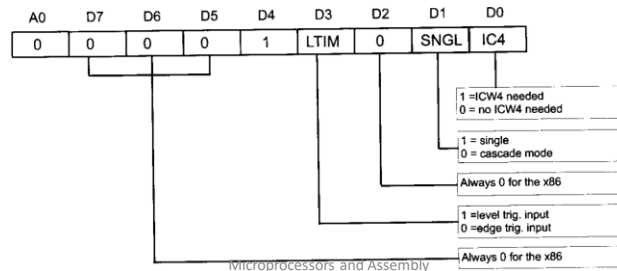 A0 D7 D6 D5 D4 D3 D2 D1 D0
0 0 0 0 1 LTIM 0 SNGL IC4
1 =ICW4 needed
0 = no ICW4 needed
1 = single
0 = cascade mode
Always 0 for the x86
1 =level trig. input
0 =edge trig. input
Always 0 for the x86
Microprocessors and Assembly